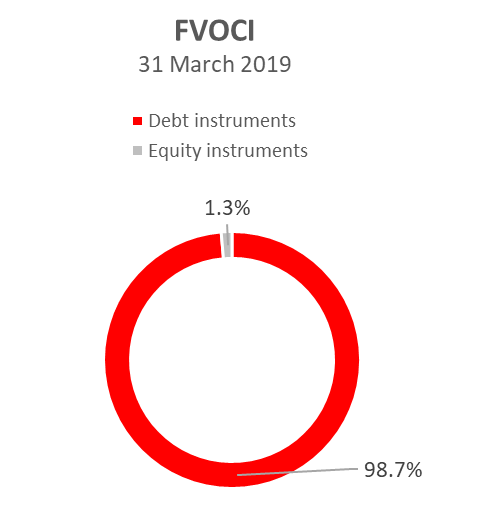 FVOCI
31 March 2019
Debt instruments
Equity instruments
1.3%
98.7%